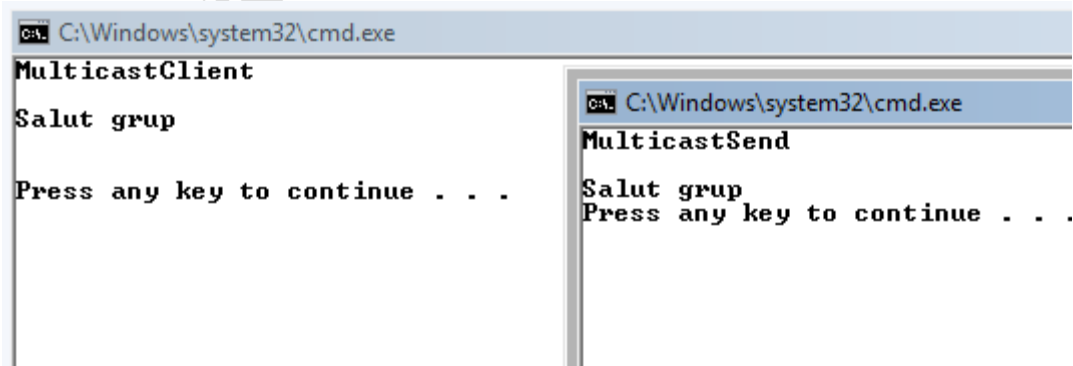 C:\Windows\system32\cmd.exe
MulticastClient
Salut grup
Press any key to continue . . .
C:\Windows\system32\cmd.exe
MulticastSend
Salut grup
Press any key to continue . . .